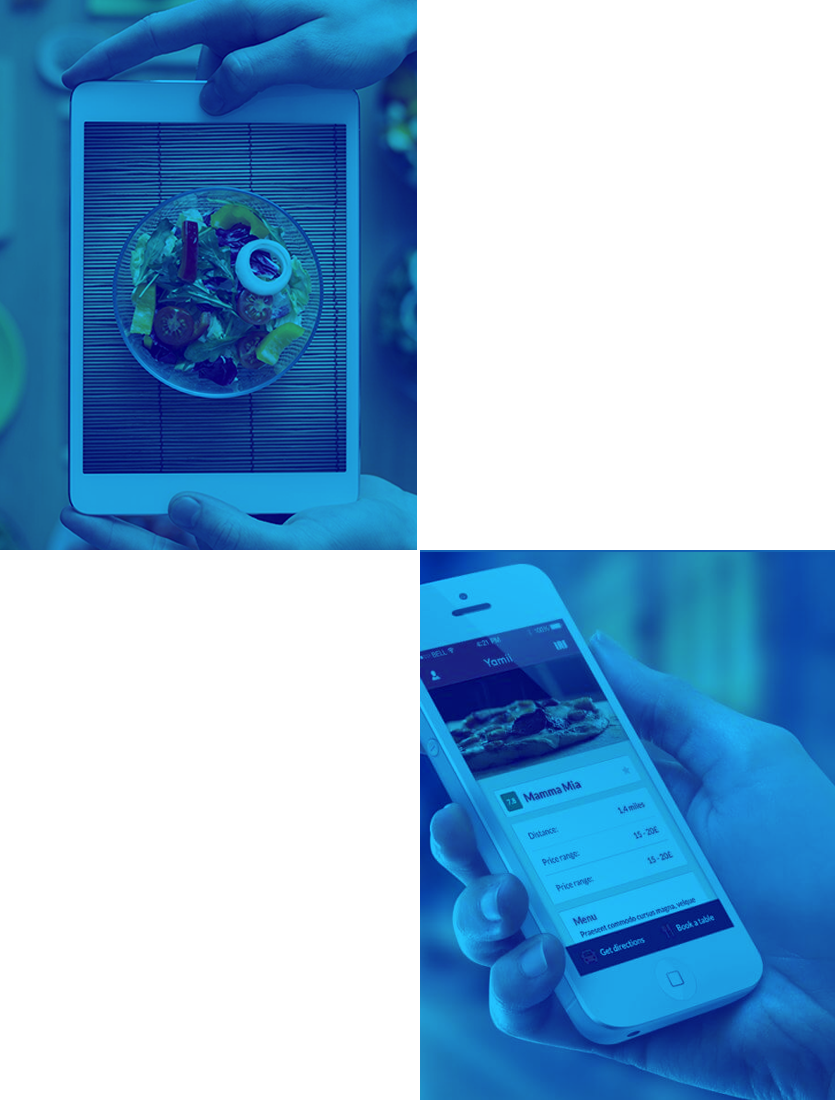 BELL 4:21 PM 100%
Yamil
7,8 Mamma Mia
Distance: 1,4 miles
Price range: 15 - 20£
Price range: 15 - 20£
Menu
Praesent commodo cursus magna, velque
Get directions Book a table